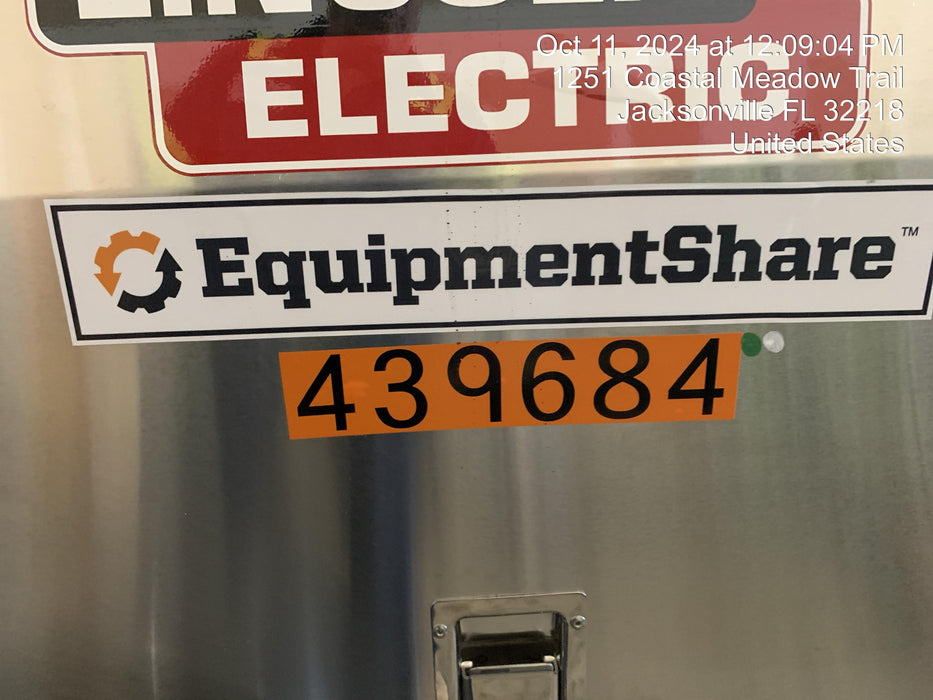 LINCOLN
ELECTRIC
Oct 11, 2024 at 12:09:04 PM
1251 Coastal Meadow Trail
Jacksonville FL 32218
United States
EquipmentShare™
439684